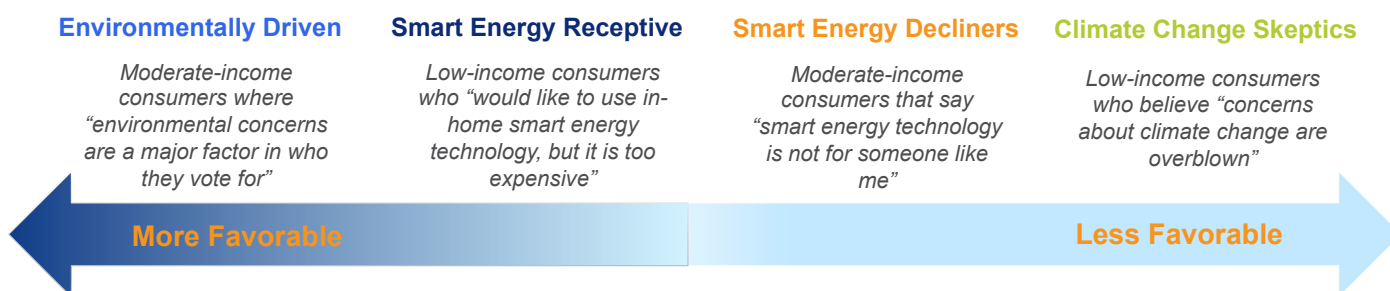 Environmentally Driven
Moderate-income
consumers where
“environmental concerns
are a major factor in who
they vote for”
Smart Energy Receptive
Low-income consumers
who “would like to use in-
home smart energy
technology, but it is too
expensive”
Smart Energy Decliners
Moderate-income
consumers that say
“smart energy technology
is not for someone like
me”
Climate Change Skeptics
Low-income consumers
who believe “concerns
about climate change are
overblown”
More Favorable
Less Favorable